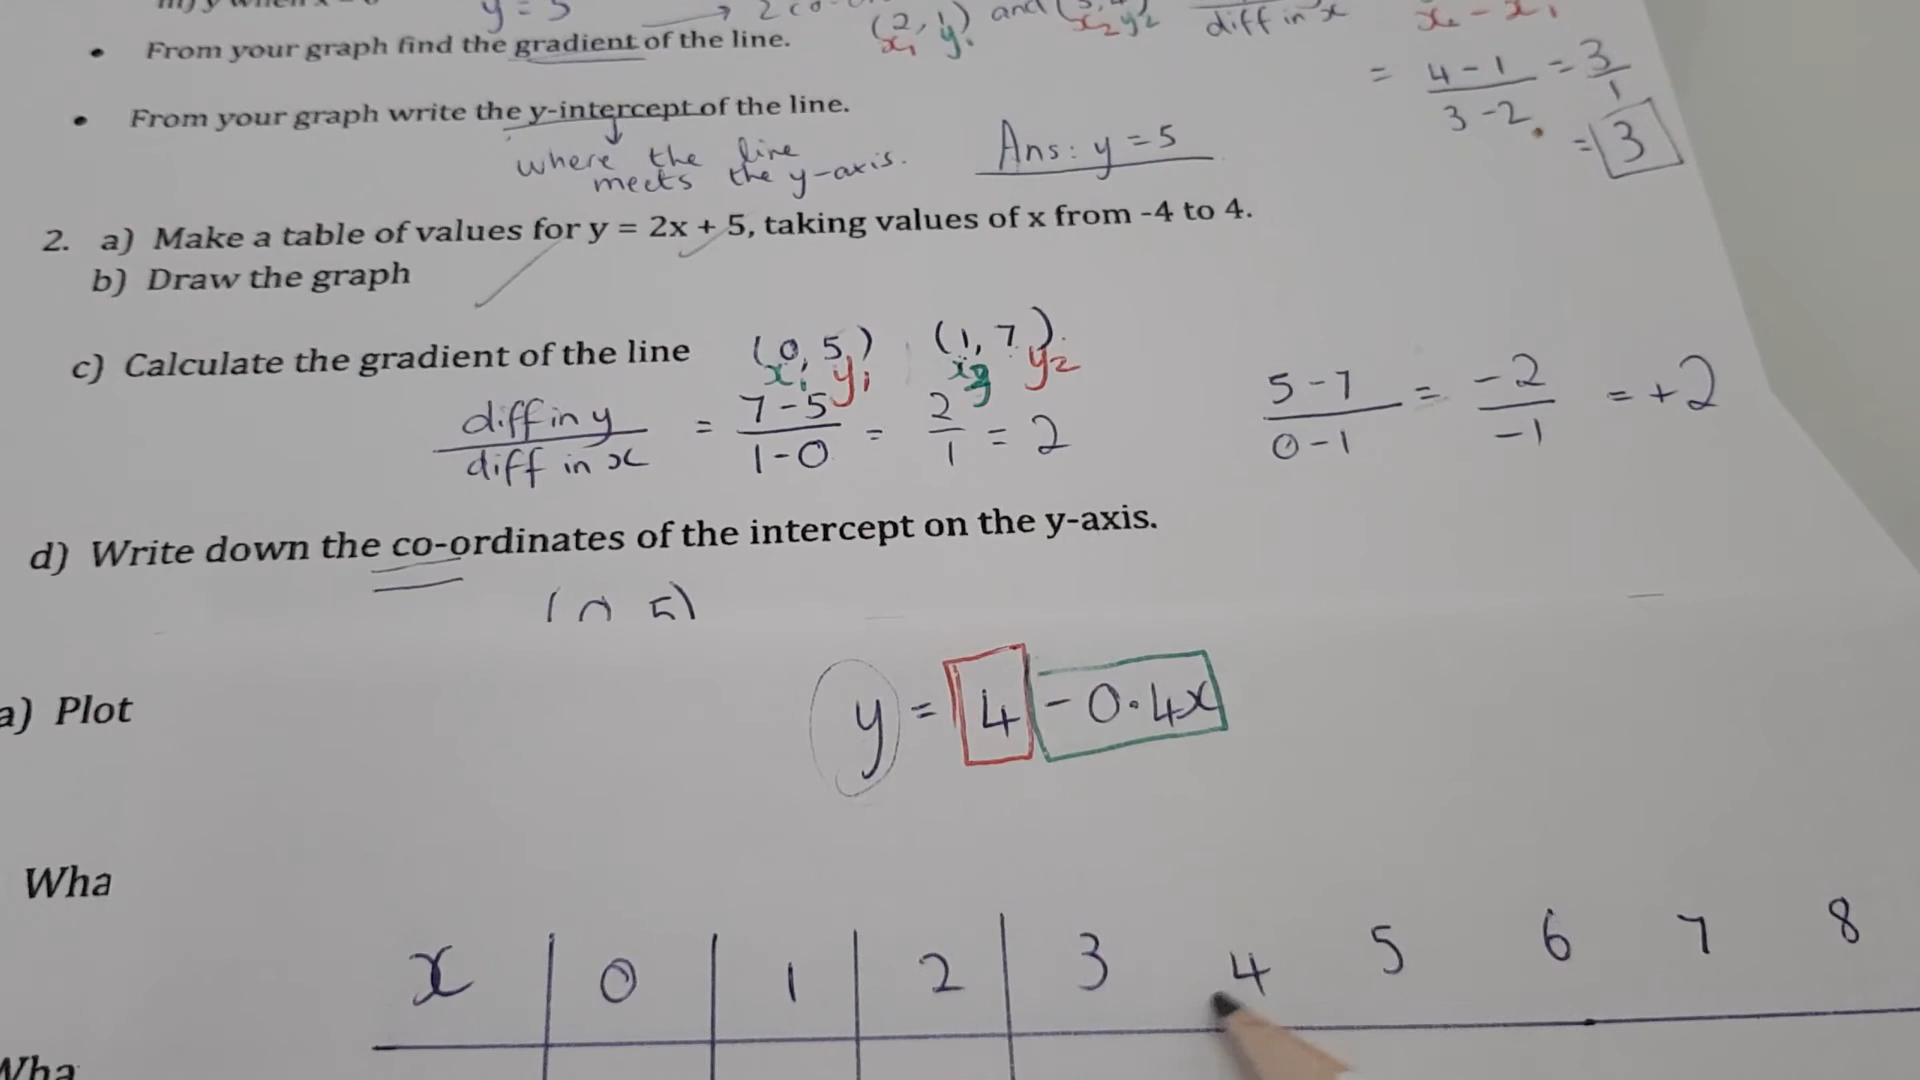 y = 5
(2, 1) and
x₁ y₁ x₂ y₂ diff in x x₂ - x₁
• From your graph find the gradient of the line.
= 4 - 1 / 3 - 2 = 3/1
= 3
• From your graph write the y-intercept of the line.
where the line meets the y-axis.
Ans: y = 5
2. a) Make a table of values for y = 2x + 5, taking values of x from -4 to 4.
b) Draw the graph
c) Calculate the gradient of the line (0, 5) (1, 7)
x₁ y₁ x₂ y₂
diff in y / diff in x = 7 - 5 / 1 - 0 = 2/1 = 2
5 - 7 / 0 - 1 = -2 / -1 = +2
d) Write down the co-ordinates of the intercept on the y-axis.
(0 5)
a) Plot
y = 4 - 0.4x
Wha
x 0 1 2 3 4 5 6 7 8
Wha